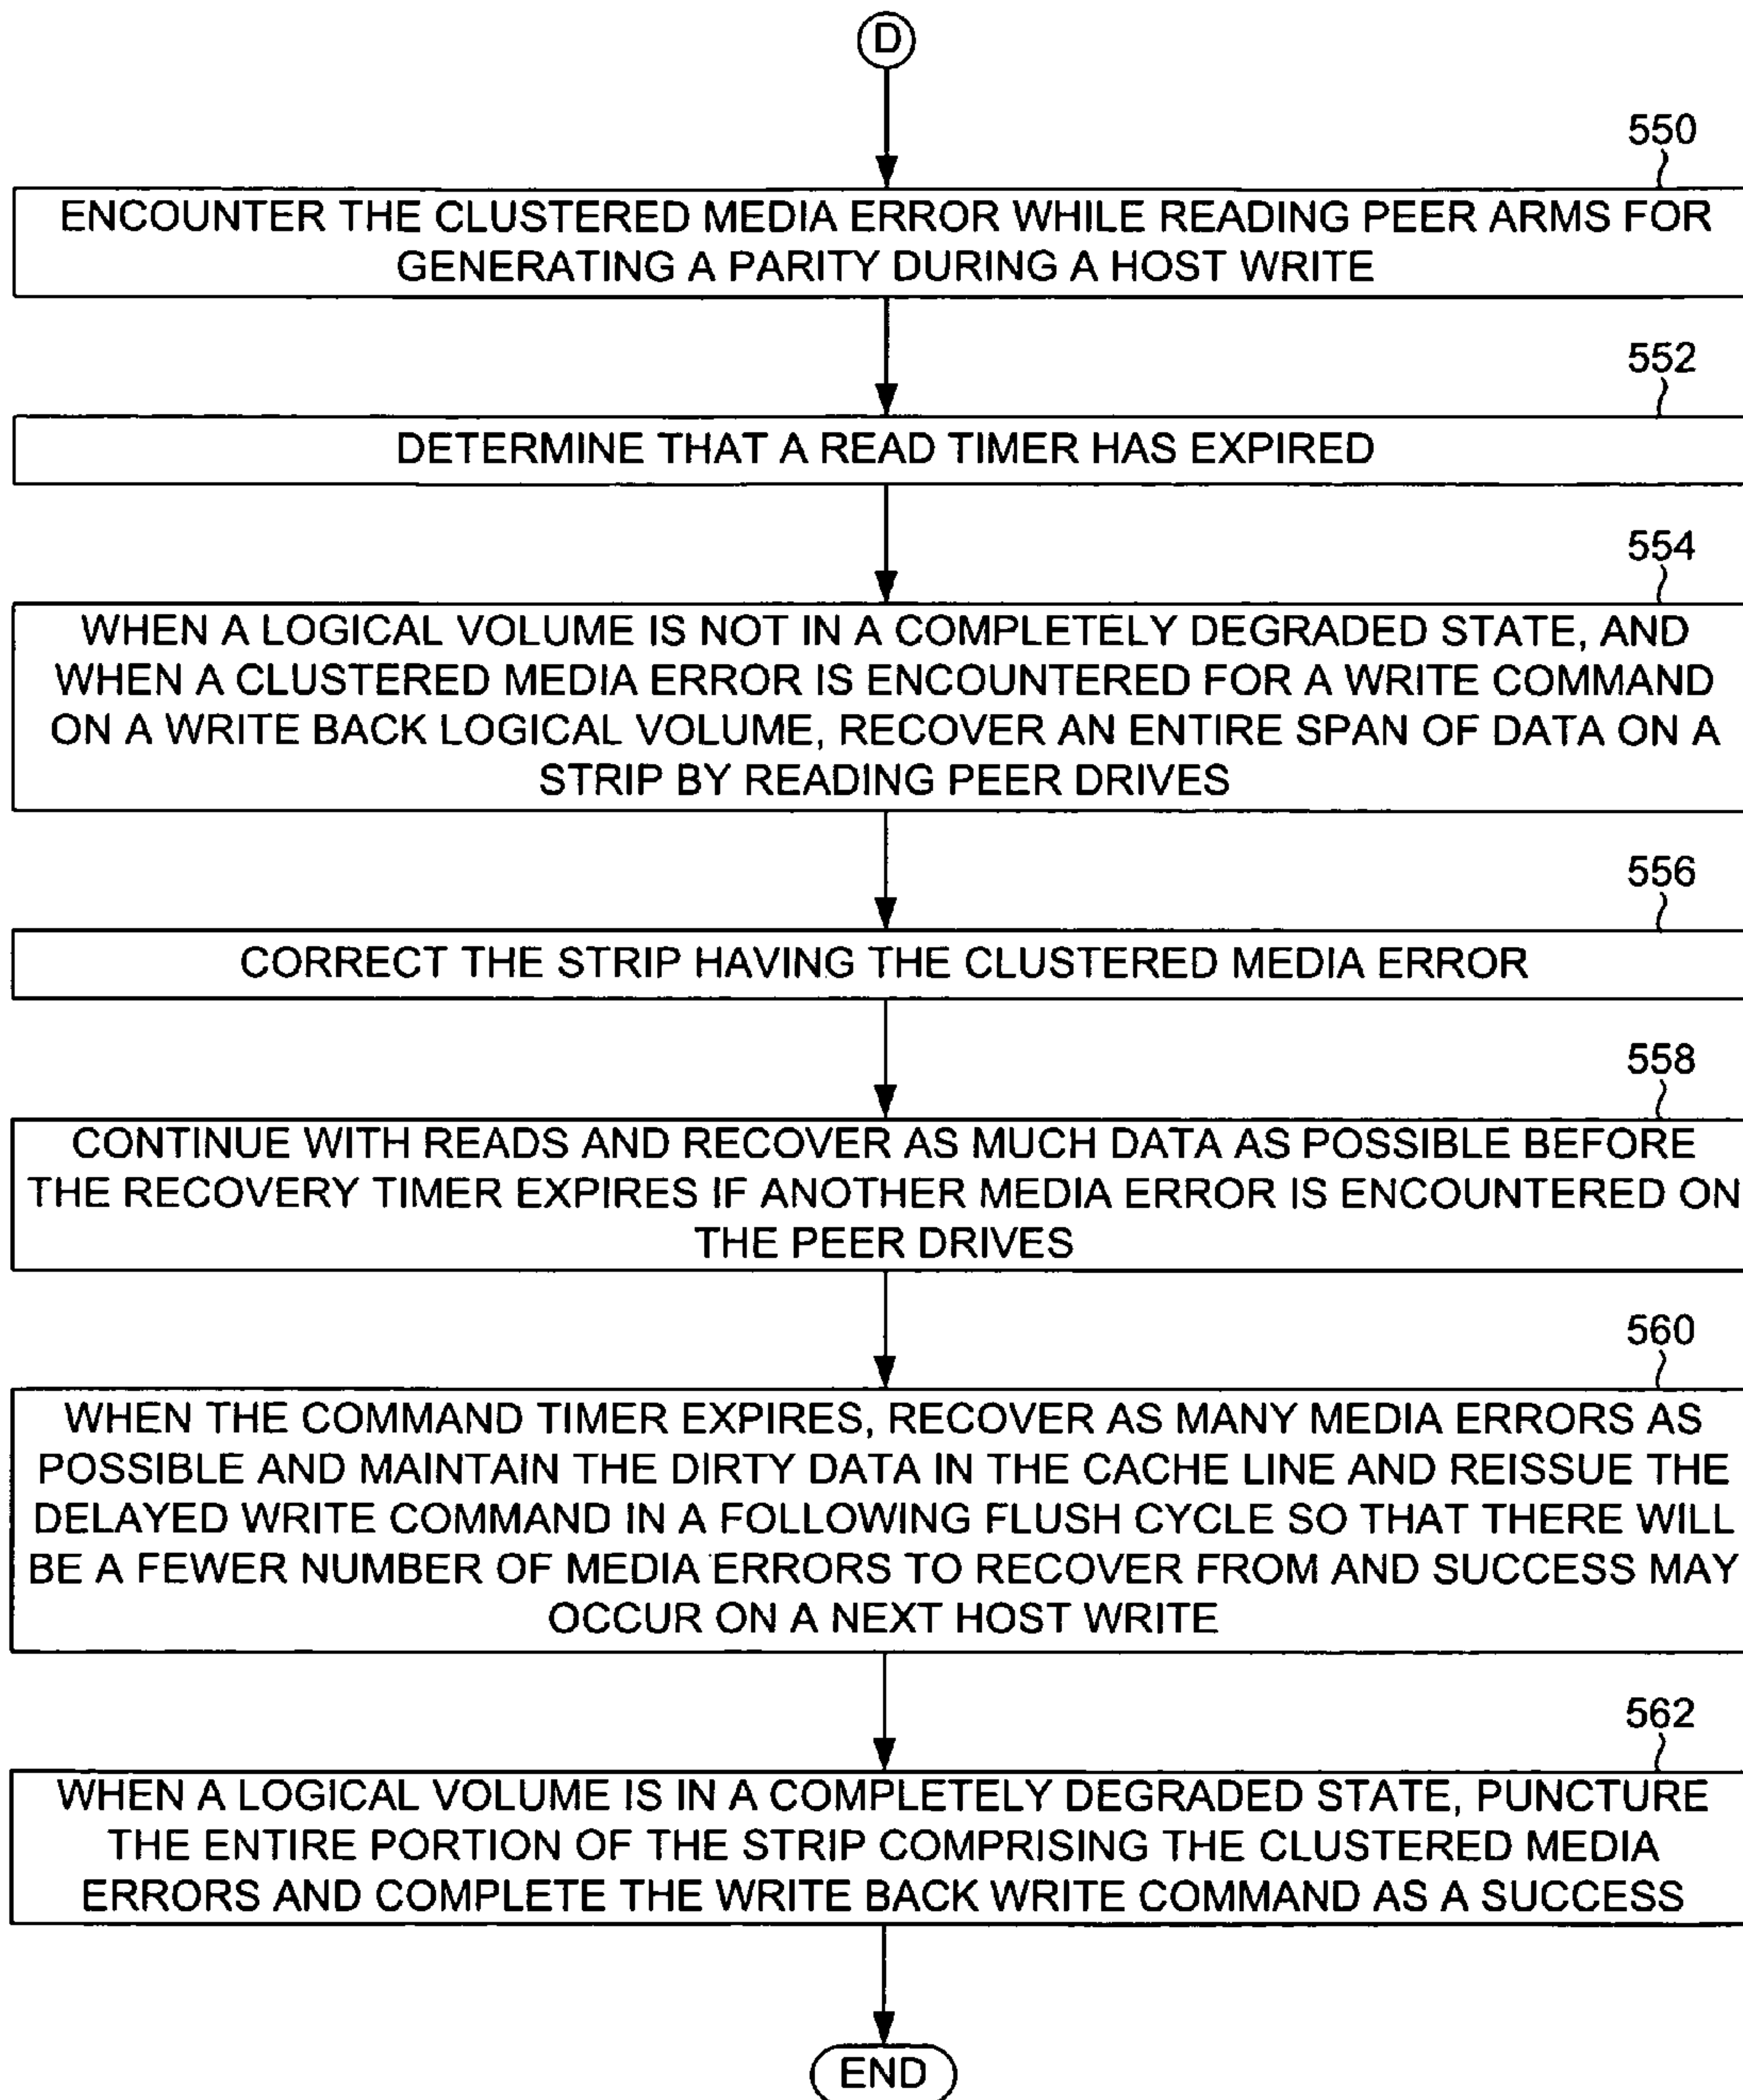 D
550
ENCOUNTER THE CLUSTERED MEDIA ERROR WHILE READING PEER ARMS FOR
GENERATING A PARITY DURING A HOST WRITE
552
DETERMINE THAT A READ TIMER HAS EXPIRED
554
WHEN A LOGICAL VOLUME IS NOT IN A COMPLETELY DEGRADED STATE, AND
WHEN A CLUSTERED MEDIA ERROR IS ENCOUNTERED FOR A WRITE COMMAND
ON A WRITE BACK LOGICAL VOLUME, RECOVER AN ENTIRE SPAN OF DATA ON A
STRIP BY READING PEER DRIVES
556
CORRECT THE STRIP HAVING THE CLUSTERED MEDIA ERROR
558
CONTINUE WITH READS AND RECOVER AS MUCH DATA AS POSSIBLE BEFORE
THE RECOVERY TIMER EXPIRES IF ANOTHER MEDIA ERROR IS ENCOUNTERED ON
THE PEER DRIVES
560
WHEN THE COMMAND TIMER EXPIRES, RECOVER AS MANY MEDIA ERRORS AS
POSSIBLE AND MAINTAIN THE DIRTY DATA IN THE CACHE LINE AND REISSUE THE
DELAYED WRITE COMMAND IN A FOLLOWING FLUSH CYCLE SO THAT THERE WILL
BE A FEWER NUMBER OF MEDIA ERRORS TO RECOVER FROM AND SUCCESS MAY
OCCUR ON A NEXT HOST WRITE
562
WHEN A LOGICAL VOLUME IS IN A COMPLETELY DEGRADED STATE, PUNCTURE
THE ENTIRE PORTION OF THE STRIP COMPRISING THE CLUSTERED MEDIA
ERRORS AND COMPLETE THE WRITE BACK WRITE COMMAND AS A SUCCESS
END